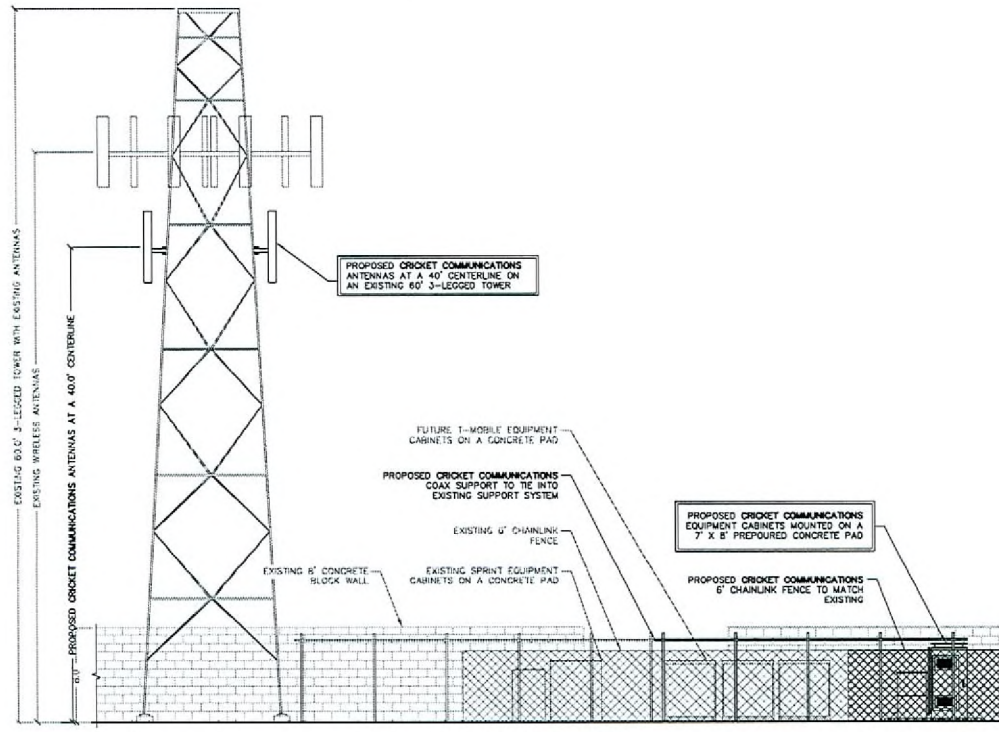 EXISTING 60.0' 3-LEGGED TOWER WITH EXISTING ANTENNAS
EXISTING WIRELESS ANTENNAS
PROPOSED CRICKET COMMUNICATIONS ANTENNAS AT A 40.0' CENTERLINE
PROPOSED CRICKET COMMUNICATIONS
ANTENNAS AT A 40' CENTERLINE ON
AN EXISTING 60' 3-LEGGED TOWER
FUTURE T-MOBILE EQUIPMENT
CABINETS ON A CONCRETE PAD
PROPOSED CRICKET COMMUNICATIONS
COAX SUPPORT TO TIE INTO
EXISTING SUPPORT SYSTEM
PROPOSED CRICKET COMMUNICATIONS
EQUIPMENT CABINETS MOUNTED ON A
7' X 8' PREPOURED CONCRETE PAD
EXISTING 6' CHAINLINK
FENCE
EXISTING 8' CONCRETE
BLOCK WALL
EXISTING SPRINT EQUIPMENT
CABINETS ON A CONCRETE PAD
PROPOSED CRICKET COMMUNICATIONS
6' CHAINLINK FENCE TO MATCH
EXISTING